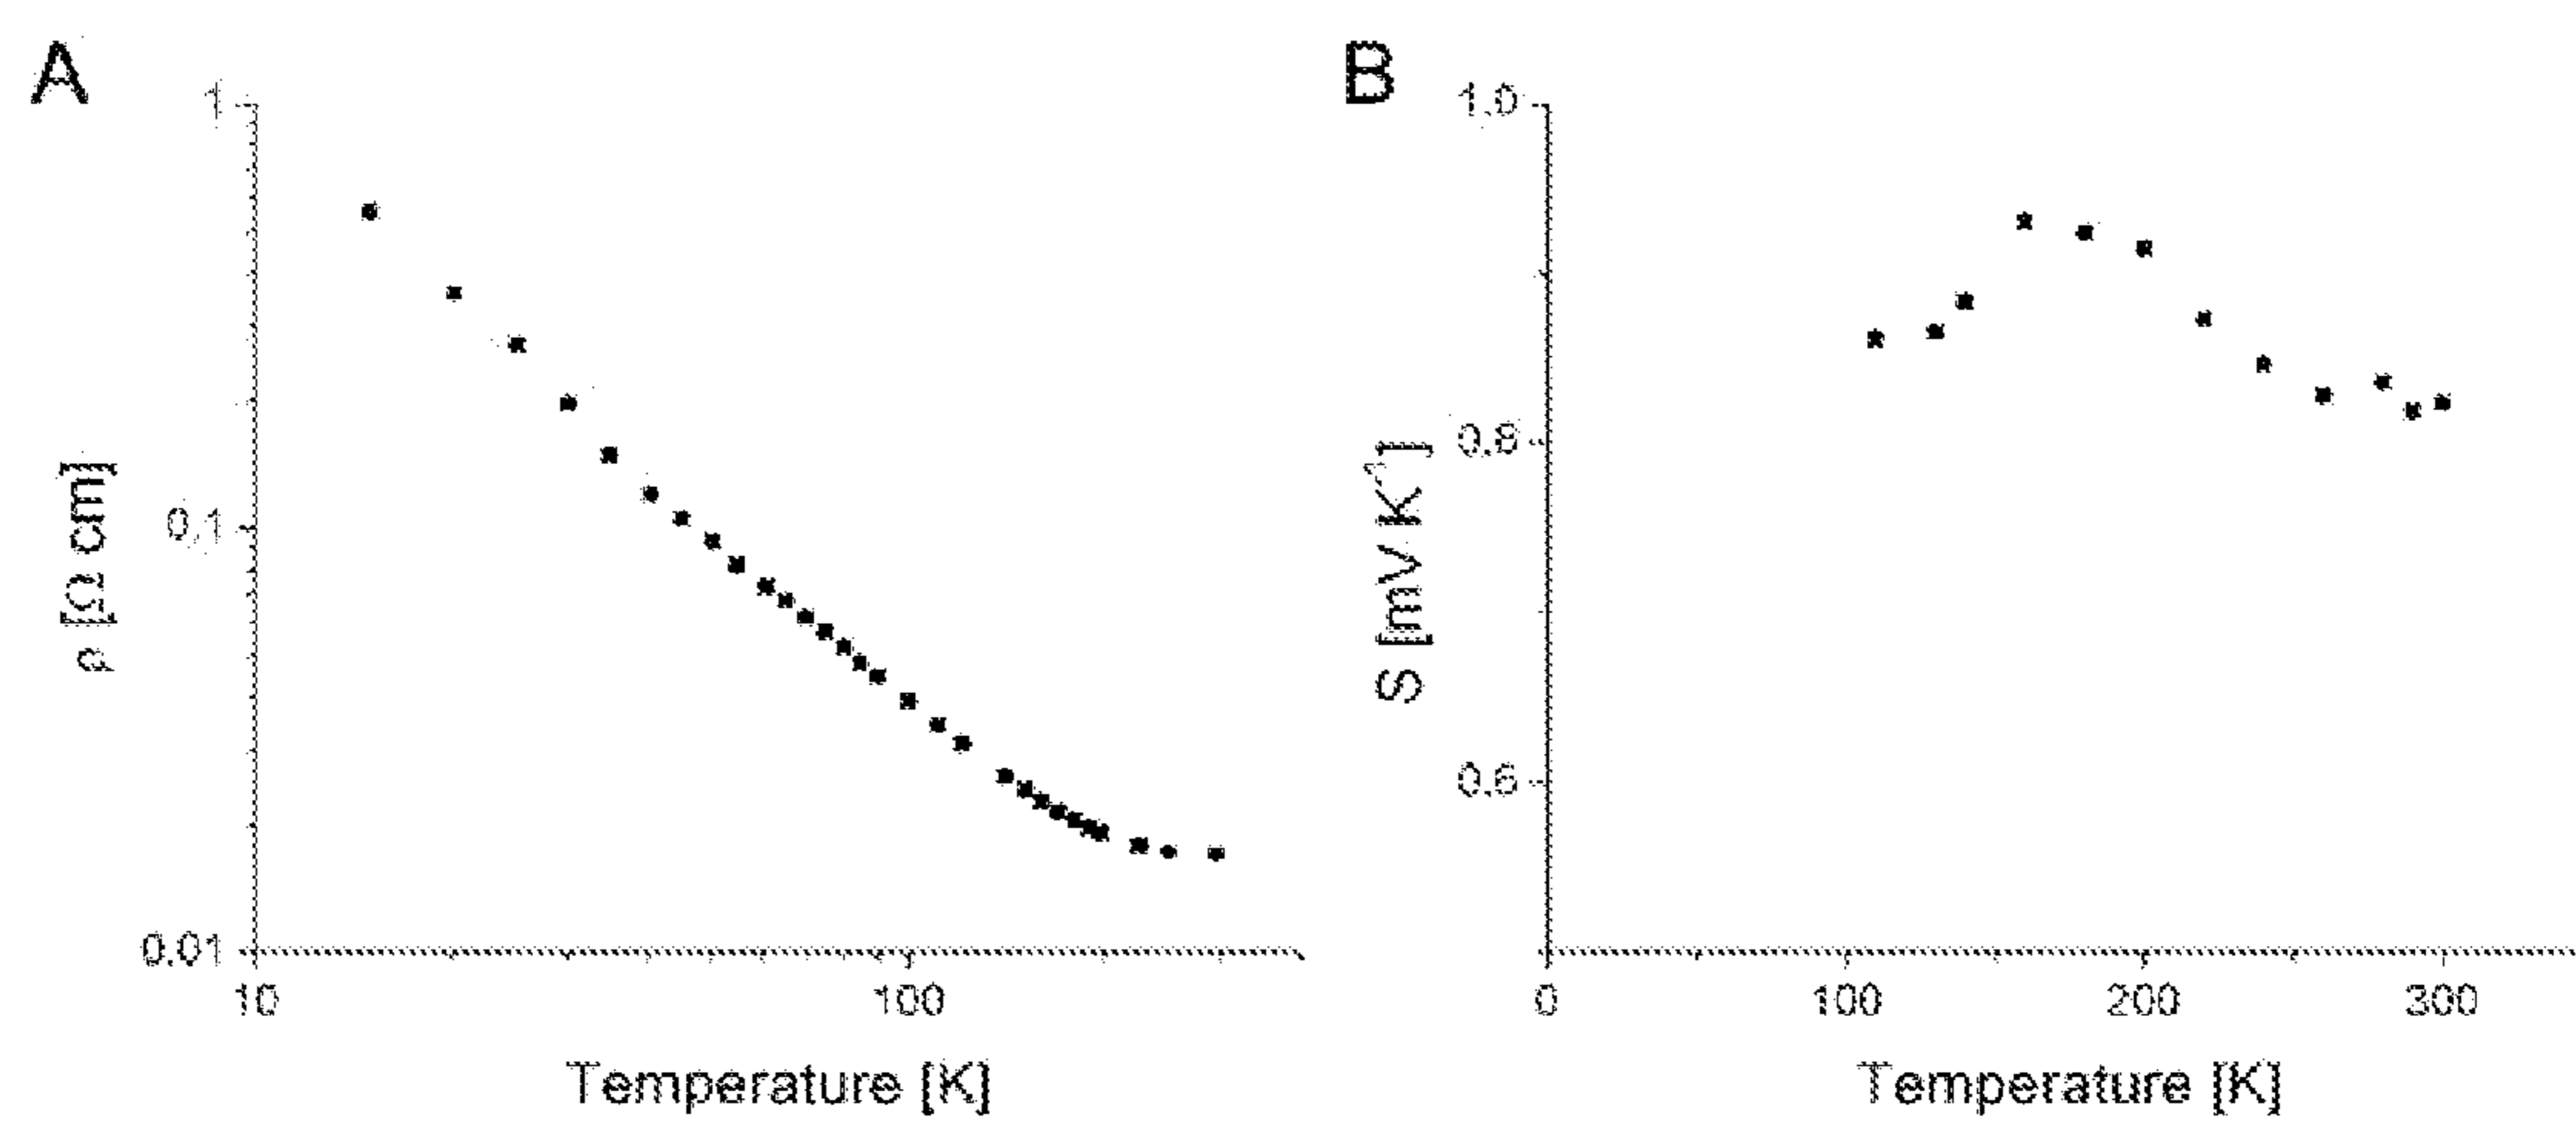 A
1
0.1
0.01
ρ [Ω cm]
10
100
Temperature [K]
B
1.0
0.8
0.6
S [mV K⁻¹]
0
100
200
300
Temperature [K]